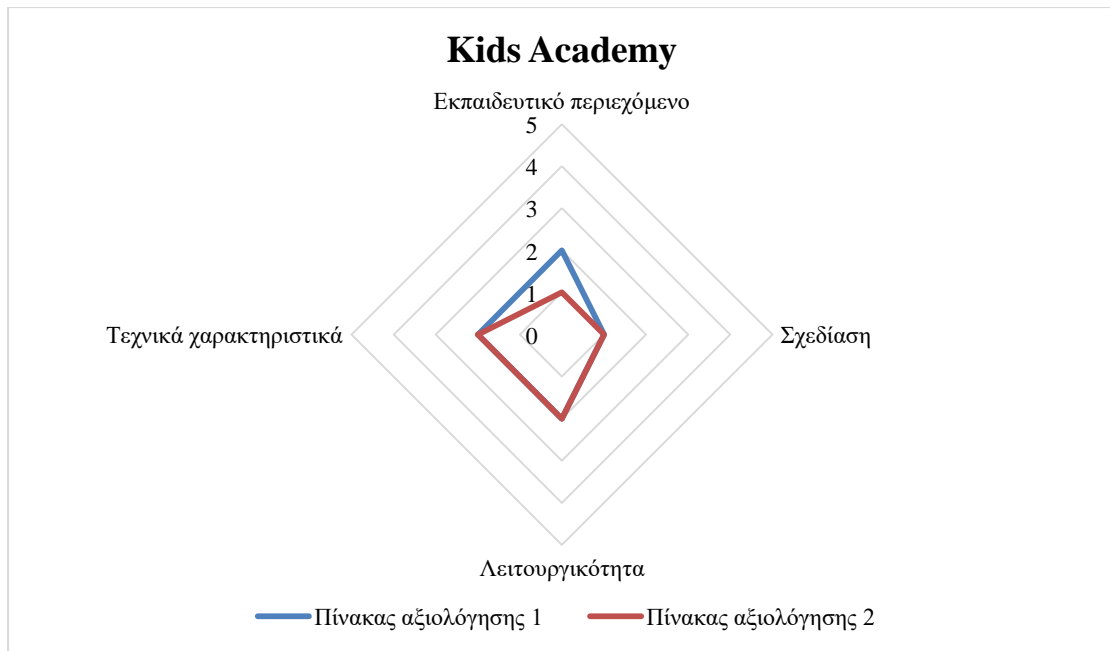 Kids Academy
Εκπαιδευτικό περιεχόμενο
5
4
3
2
1
0
Τεχνικά χαρακτηριστικά
Σχεδίαση
Λειτουργικότητα
Πίνακας αξιολόγησης 1
Πίνακας αξιολόγησης 2